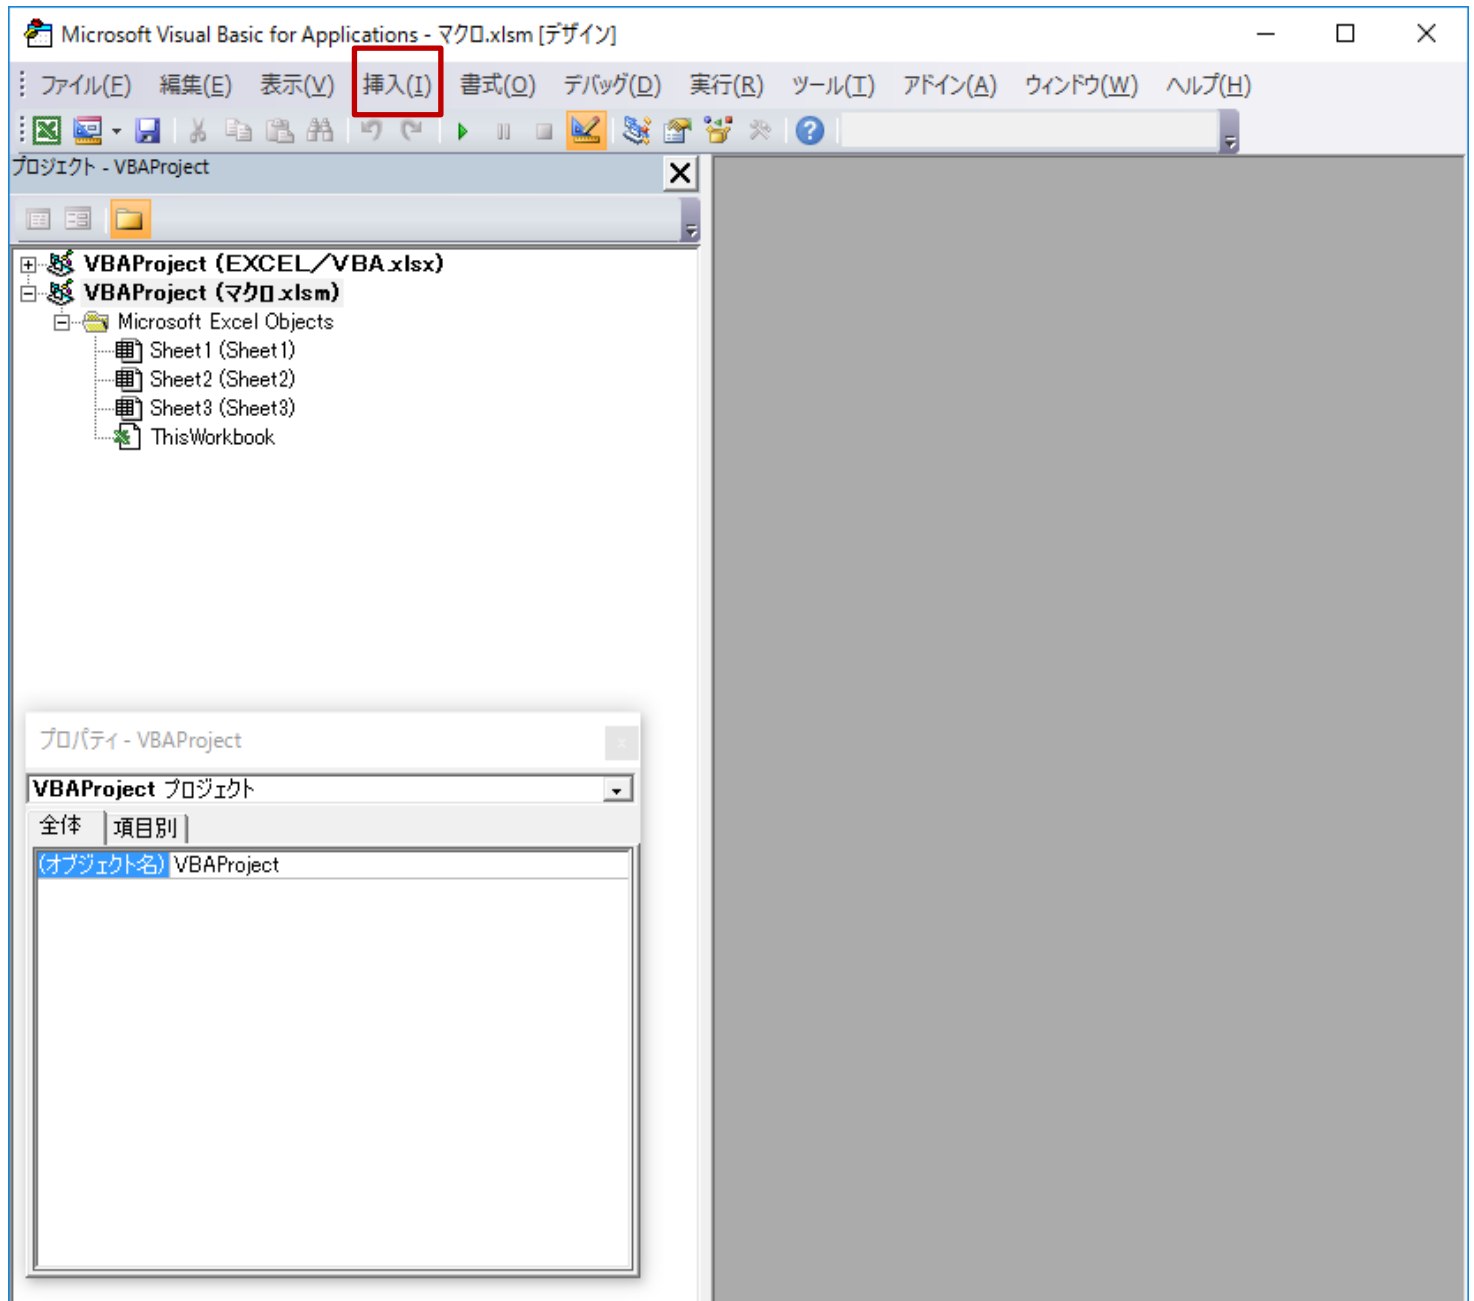 Microsoft Visual Basic for Applications - マクロ.xlsm [デザイン]
ファイル(F) 編集(E) 表示(V) 挿入(I) 書式(O) デバッグ(D) 実行(R) ツール(T) アドイン(A) ウィンドウ(W) ヘルプ(H)
プロジェクト - VBAProject
VBAProject (EXCEL／VBA.xlsx)
VBAProject (マクロ.xlsm)
Microsoft Excel Objects
Sheet1 (Sheet1)
Sheet2 (Sheet2)
Sheet3 (Sheet3)
ThisWorkbook
プロパティ - VBAProject
VBAProject プロジェクト
全体 項目別
(オブジェクト名) VBAProject